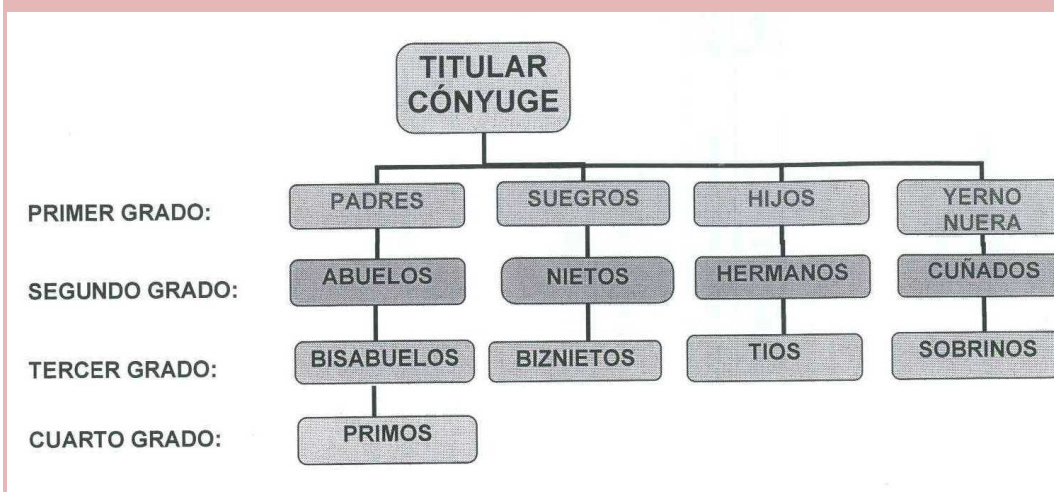 TITULAR
CÓNYUGE
PRIMER GRADO:
PADRES
SUEGROS
HIJOS
YERNO
NUERA
SEGUNDO GRADO:
ABUELOS
NIETOS
HERMANOS
CUÑADOS
TERCER GRADO:
BISABUELOS
BIZNIETOS
TIOS
SOBRINOS
CUARTO GRADO:
PRIMOS